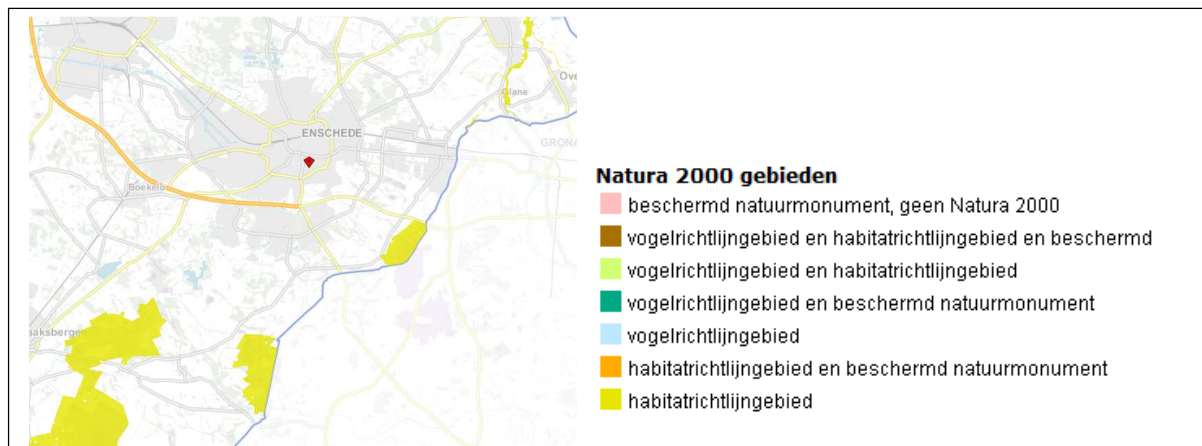 Ove
Glane
ENSCHEDE
GRONA
Boekelo
aaksbergen
Natura 2000 gebieden
beschermd natuurmonument, geen Natura 2000
vogelrichtlijngebied en habitatrichtlijngebied en beschermd
vogelrichtlijngebied en habitatrichtlijngebied
vogelrichtlijngebied en beschermd natuurmonument
vogelrichtlijngebied
habitatrichtlijngebied en beschermd natuurmonument
habitatrichtlijngebied